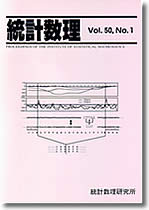 統計数理
Vol. 50, No. 1
PROCEEDINGS OF THE INSTITUTE OF STATISTICAL MATHEMATICS
統計数理研究所